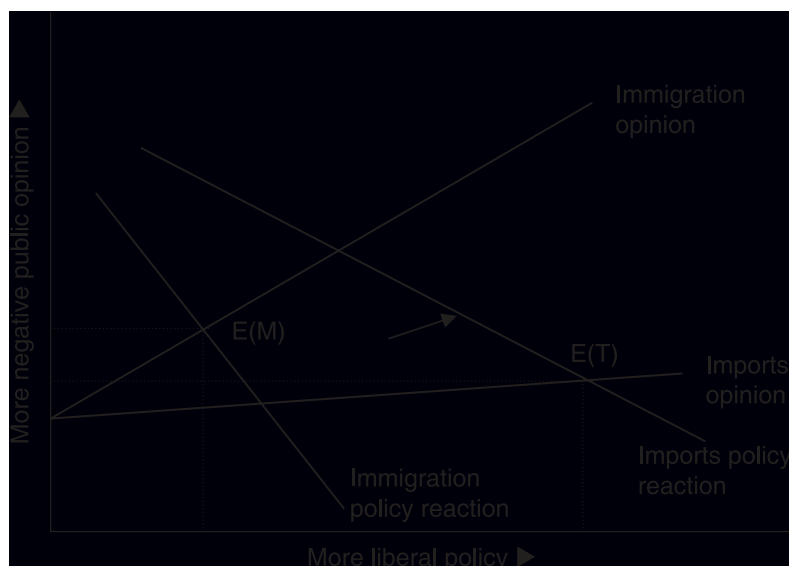 Immigration
opinion
More negative public opinion ▲
E(M)
E(T)
Imports
opinion
Imports policy
reaction
Immigration
policy reaction
More liberal policy ▶